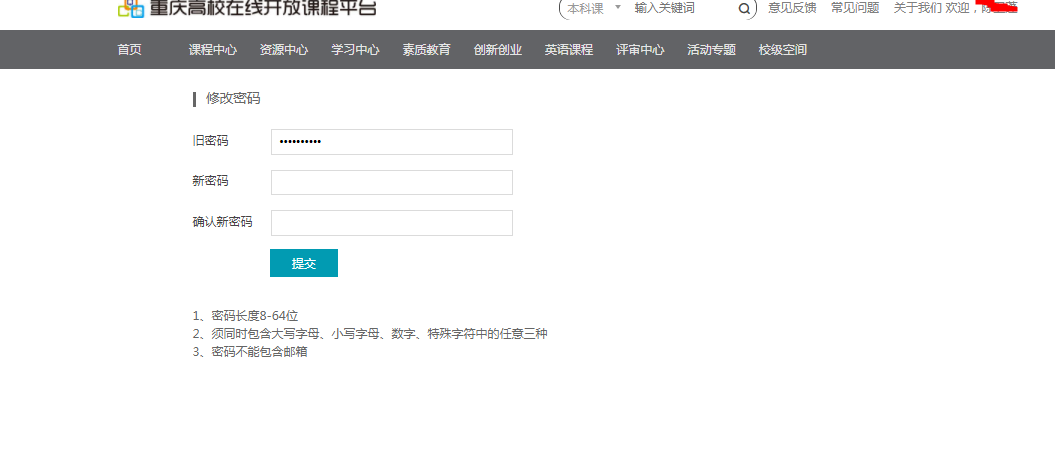 重庆高校在线开放课程平台
本科课 输入关键词 意见反馈 常见问题 关于我们 欢迎,
首页 课程中心 资源中心 学习中心 素质教育 创新创业 英语课程 评审中心 活动专题 校级空间
修改密码
旧密码 ••••••••••
新密码
确认新密码
提交
1、密码长度8-64位
2、须同时包含大写字母、小写字母、数字、特殊字符中的任意三种
3、密码不能包含邮箱